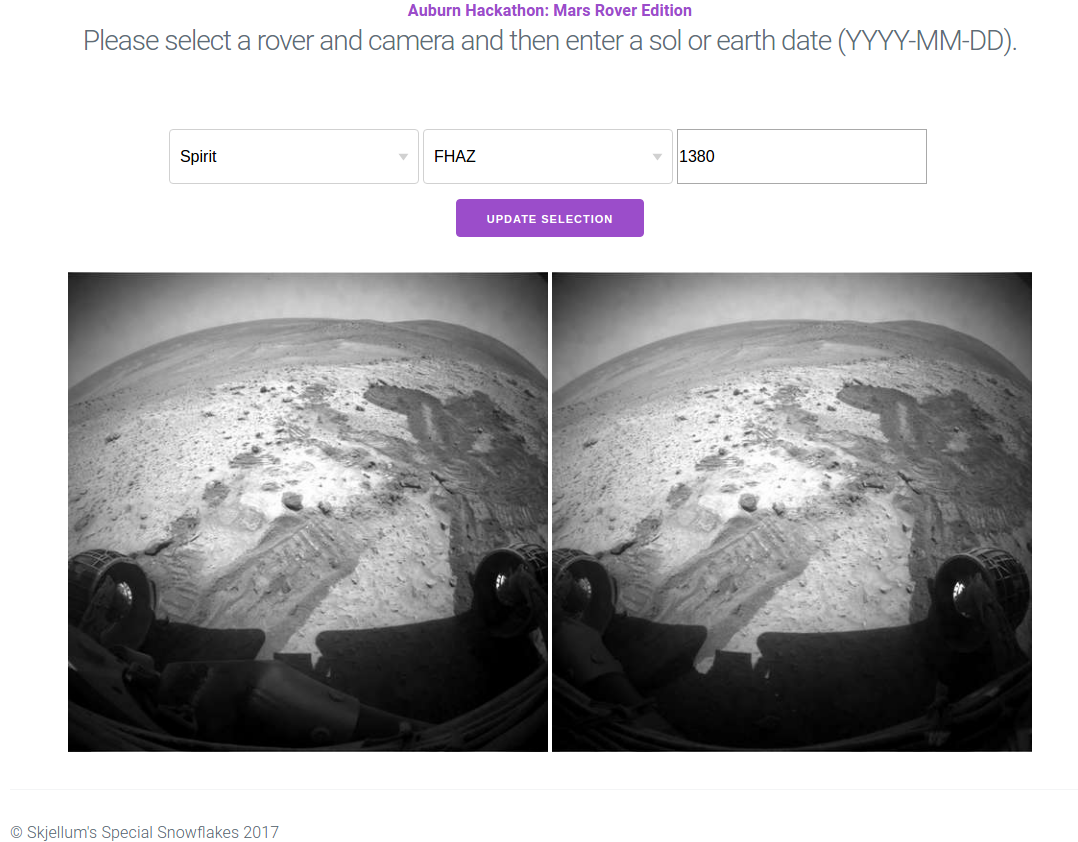 Auburn Hackathon: Mars Rover Edition
Please select a rover and camera and then enter a sol or earth date (YYYY-MM-DD).
Spirit FHAZ 1380
UPDATE SELECTION
© Skjellum's Special Snowflakes 2017